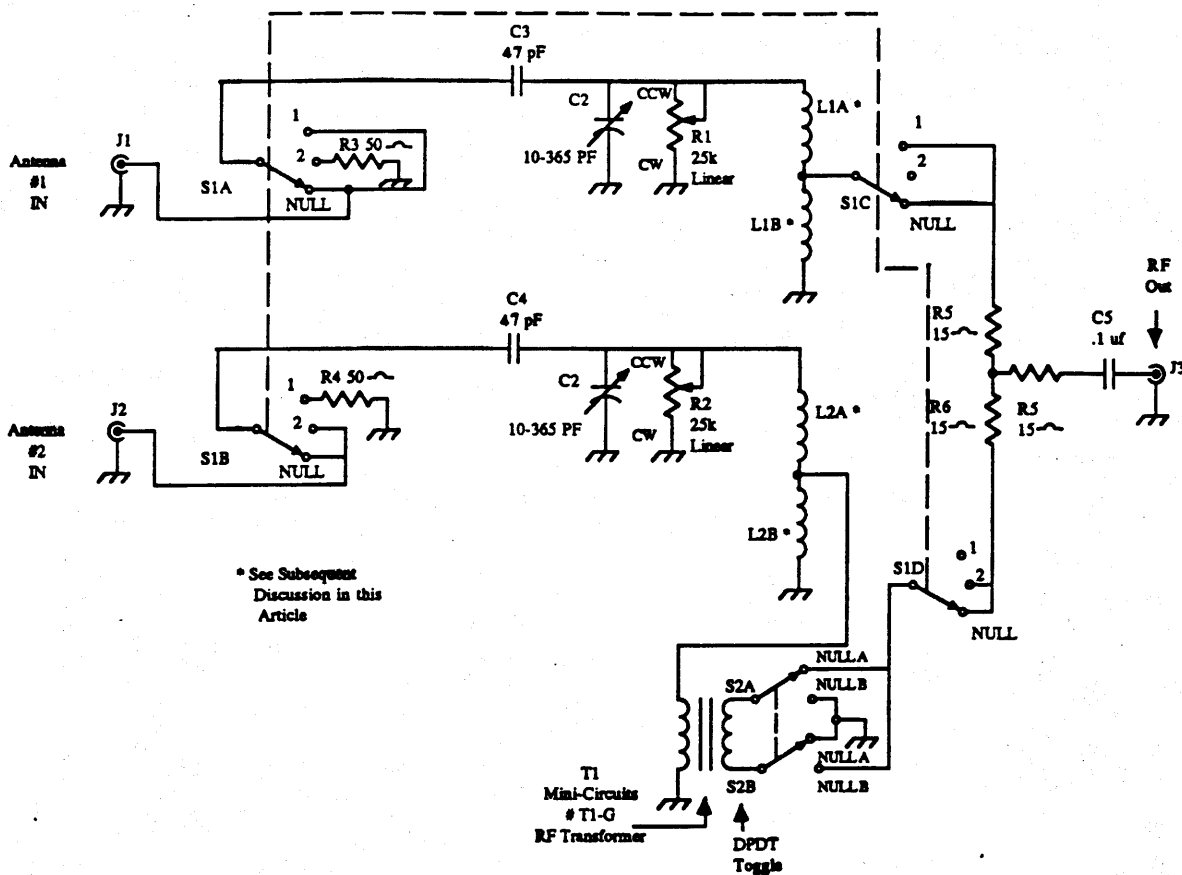 C3
47 pF
C2
CCW
10-365 PF
CW
R1
25k
Linear
L1A *
L1B *
Antenna
#1
IN
J1
1
2
R3 50
S1A
NULL
1
2
S1C
NULL
RF
Out
R5
15
C5
.1 uf
J3
R6
15
R5
15
C4
47 pF
C2
CCW
10-365 PF
CW
R2
25k
Linear
L2A *
L2B *
Antenna
#2
IN
J2
1
R4 50
2
S1B
NULL
* See Subsequent
Discussion in this
Article
S1D
1
2
NULL
S2A
NULLA
NULLB
S2B
NULLA
NULLB
T1
Mini-Circuits
# T1-G
RF Transformer
DPDT
Toggle